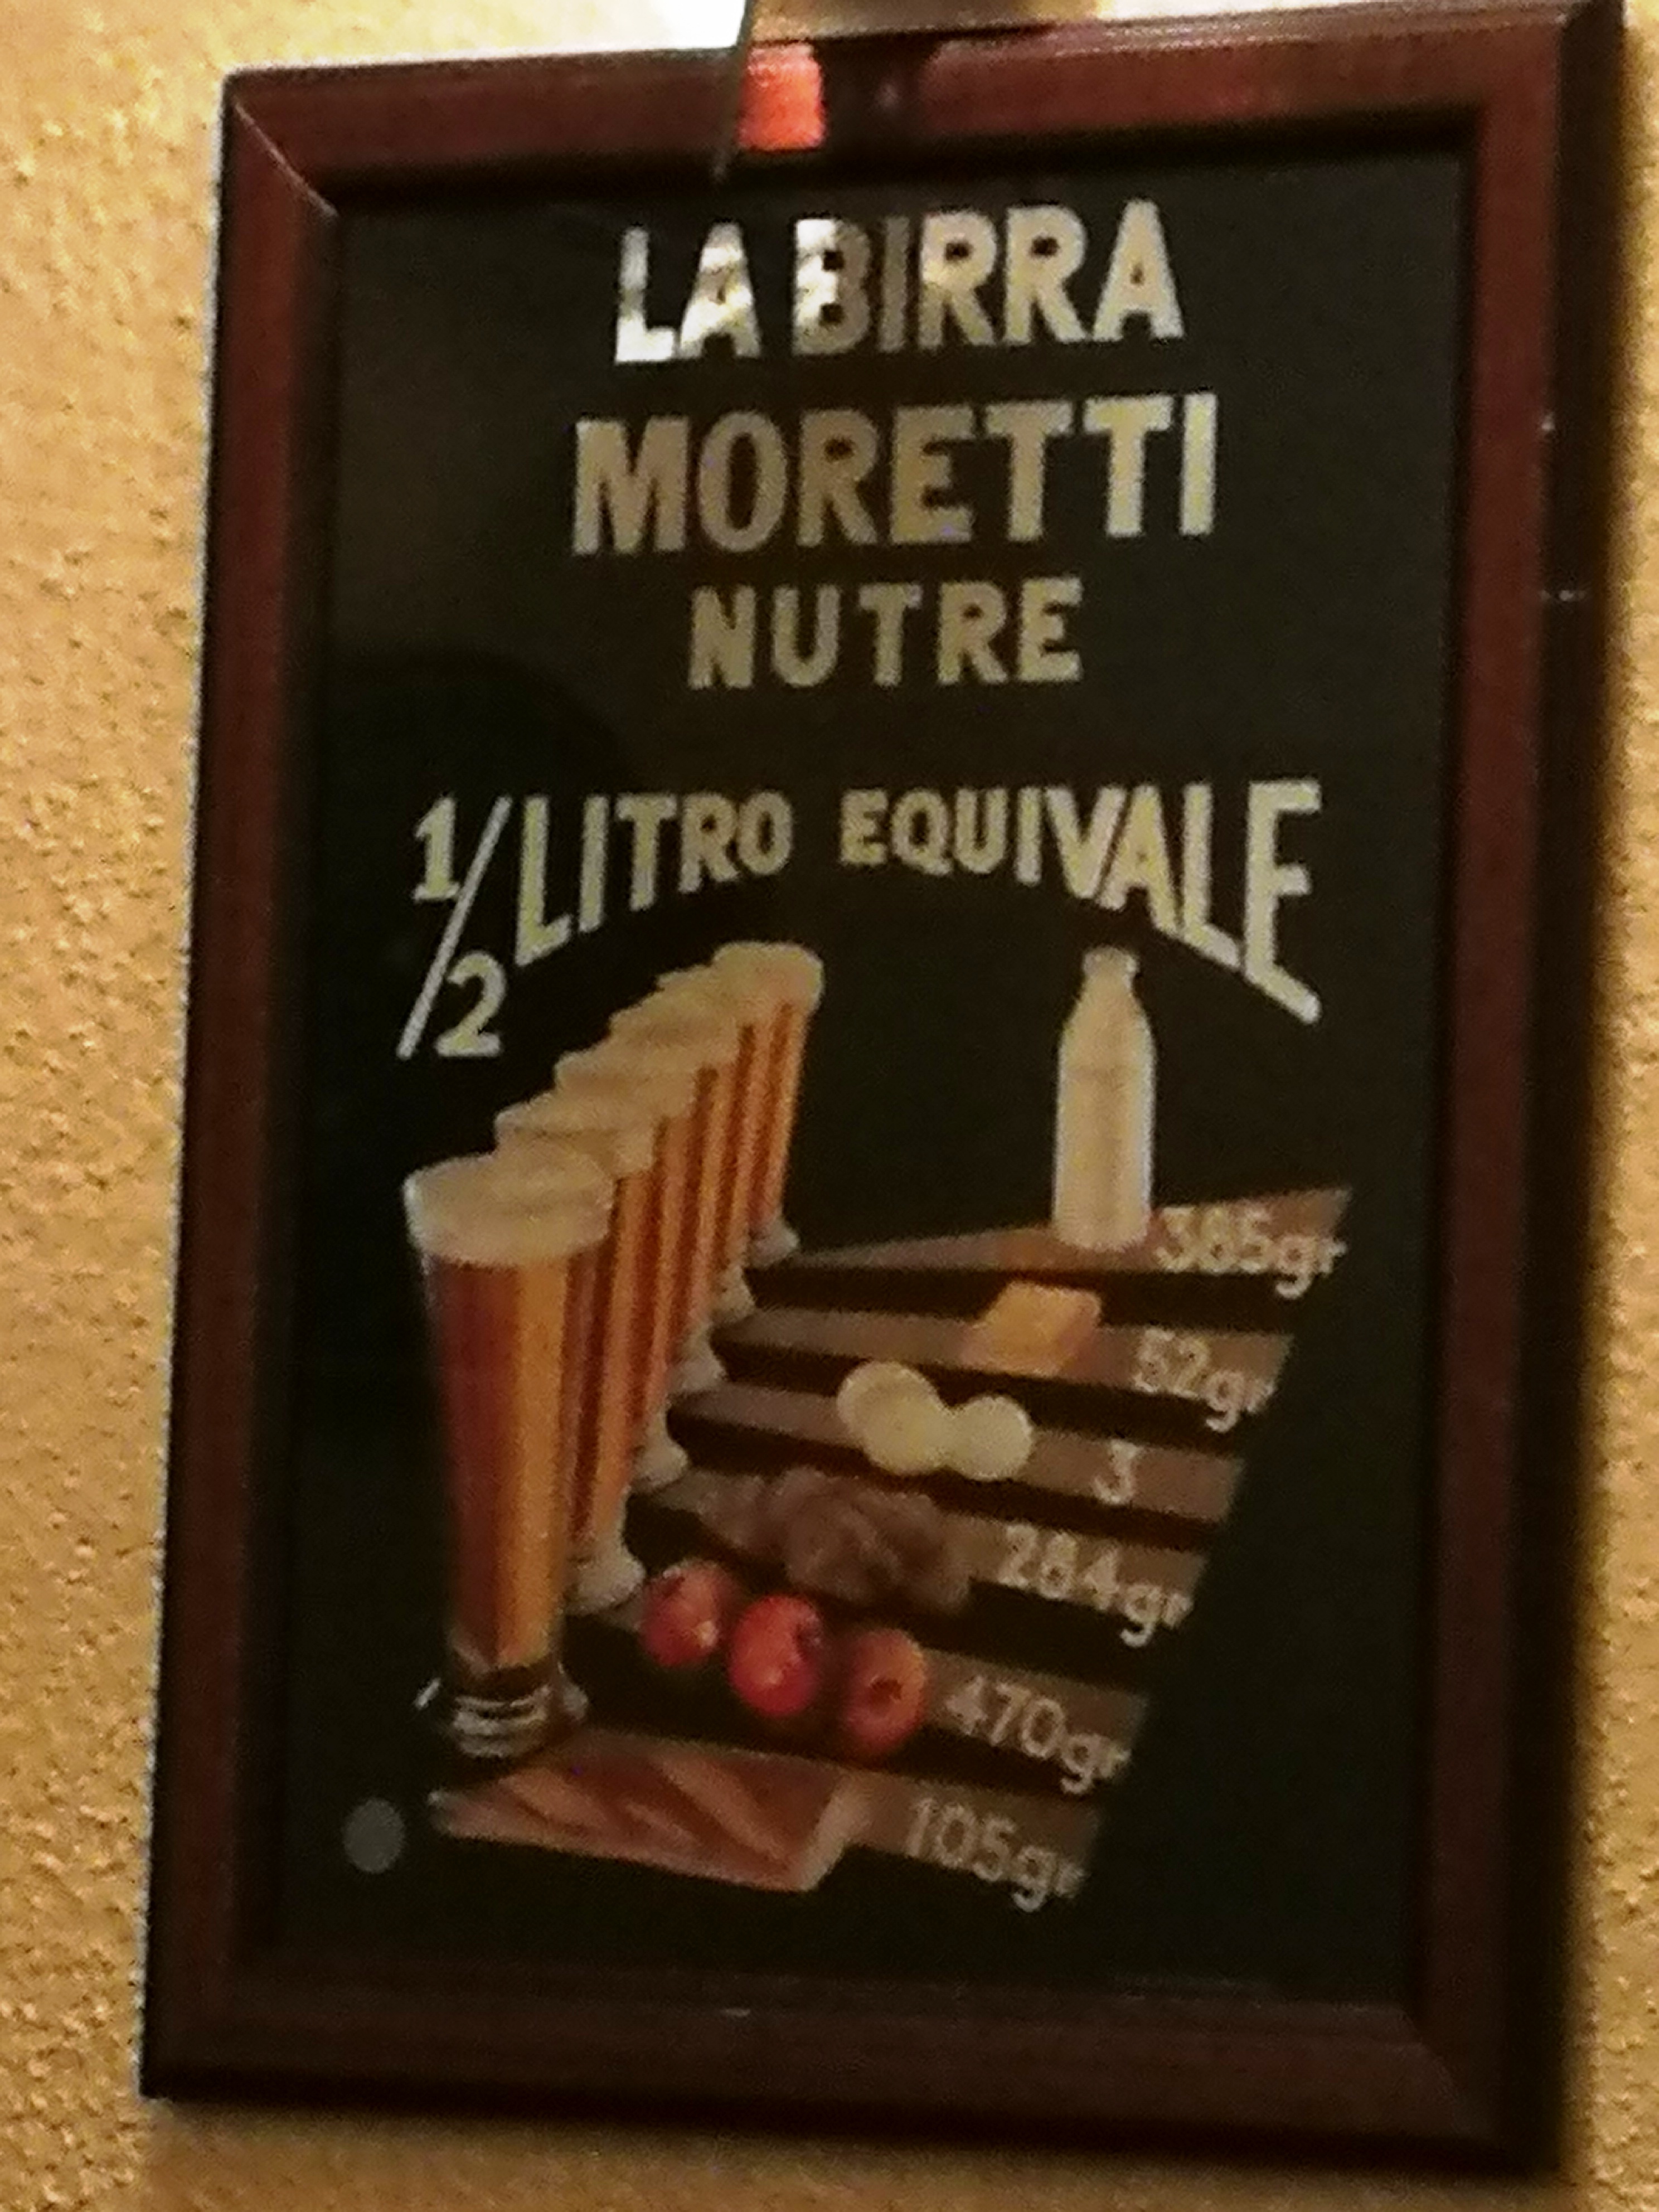 LA BIRRA
MORETTI
NUTRE
1/2 LITRO EQUIVALE
385gr
52gr
3
284gr
470gr
105gr